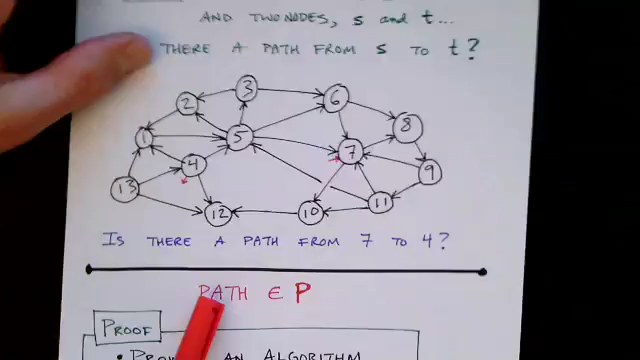 AND TWO NODES, s and t...
THERE A PATH FROM s TO t?
3
2
6
1
5
8
4
7
13
9
12
10
11
IS THERE A PATH FROM 7 TO 4?
PATH ∈ P
PROOF
• AN ALGORITHM